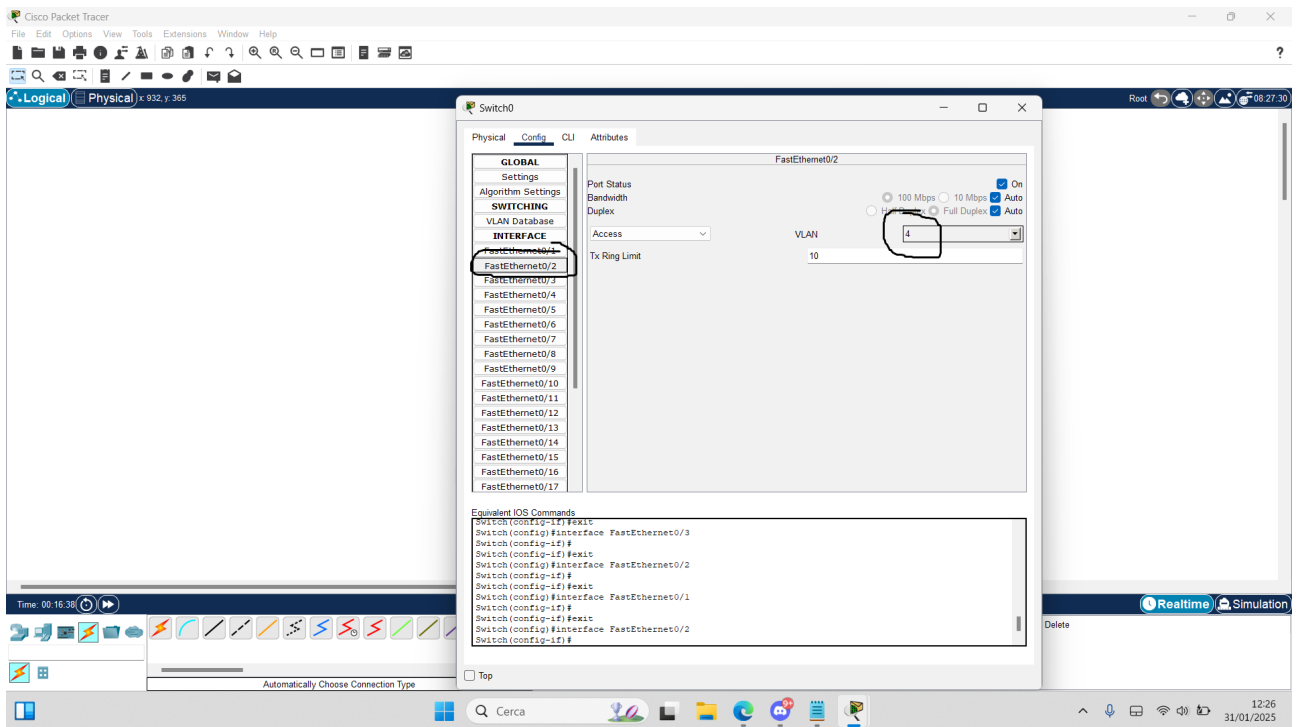 Cisco Packet Tracer
File Edit Options View Tools Extensions Window Help
?
Logical Physical x: 932, y: 365
Root 08:27:30
Switch0
Physical Config CLI Attributes
GLOBAL
Settings
Algorithm Settings
SWITCHING
VLAN Database
INTERFACE
FastEthernet0/1
FastEthernet0/2
FastEthernet0/3
FastEthernet0/4
FastEthernet0/5
FastEthernet0/6
FastEthernet0/7
FastEthernet0/8
FastEthernet0/9
FastEthernet0/10
FastEthernet0/11
FastEthernet0/12
FastEthernet0/13
FastEthernet0/14
FastEthernet0/15
FastEthernet0/16
FastEthernet0/17
FastEthernet0/2
Port Status On
Bandwidth 100 Mbps 10 Mbps Auto
Duplex Half Duplex Full Duplex Auto
Access VLAN 4
Tx Ring Limit 10
Equivalent IOS Commands
Switch(config-if)#exit
Switch(config)#interface FastEthernet0/3
Switch(config-if)#
Switch(config-if)#exit
Switch(config)#interface FastEthernet0/2
Switch(config-if)#
Switch(config-if)#exit
Switch(config)#interface FastEthernet0/1
Switch(config-if)#
Switch(config-if)#exit
Switch(config)#interface FastEthernet0/2
Switch(config-if)#
Top
Time: 00:16:38
Realtime Simulation
Delete
Automatically Choose Connection Type
Cerca
9+
12:26
31/01/2025